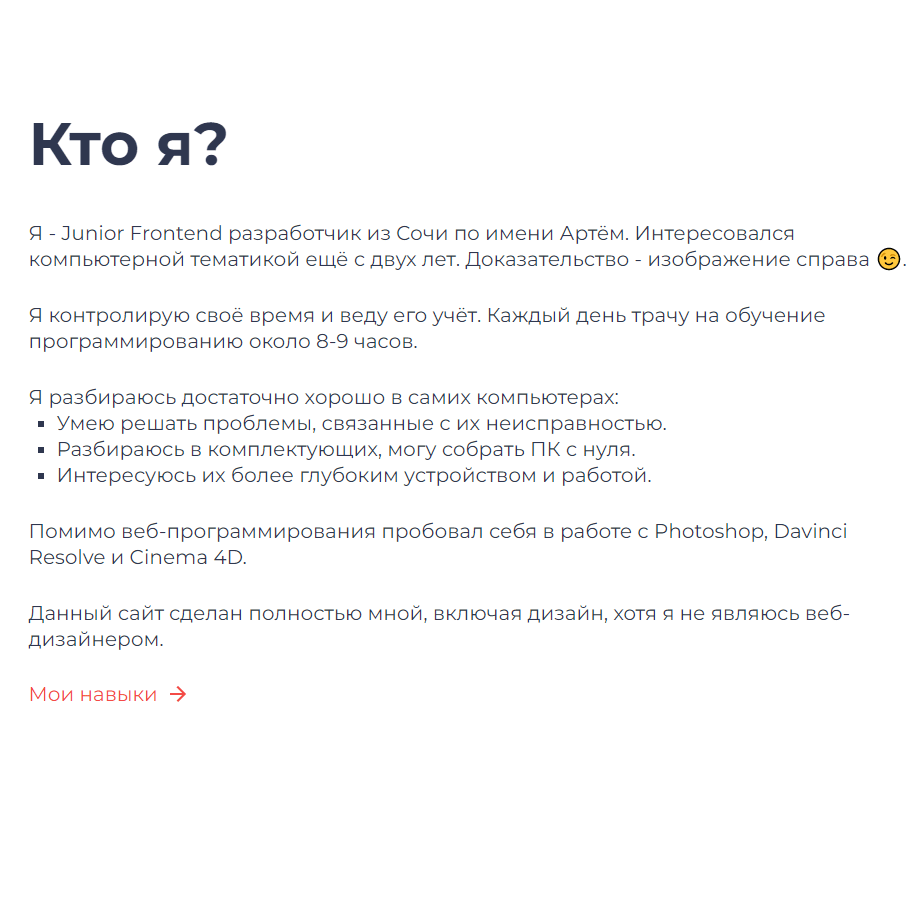 Кто я?
Я - Junior Frontend разработчик из Сочи по имени Артём. Интересовался
компьютерной тематикой ещё с двух лет. Доказательство - изображение справа 😉.
Я контролирую своё время и веду его учёт. Каждый день трачу на обучение
программированию около 8-9 часов.
Я разбираюсь достаточно хорошо в самих компьютерах:
▪ Умею решать проблемы, связанные с их неисправностью.
▪ Разбираюсь в комплектующих, могу собрать ПК с нуля.
▪ Интересуюсь их более глубоким устройством и работой.
Помимо веб-программирования пробовал себя в работе с Photoshop, Davinci
Resolve и Cinema 4D.
Данный сайт сделан полностью мной, включая дизайн, хотя я не являюсь веб-
дизайнером.
Мои навыки →